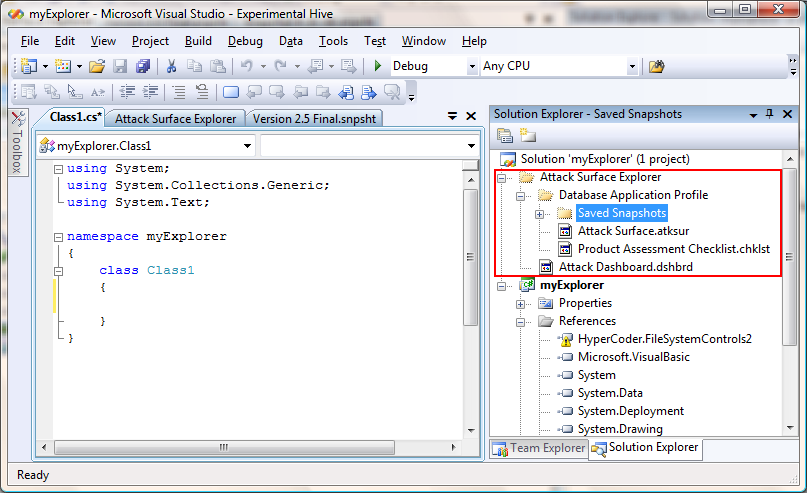 myExplorer - Microsoft Visual Studio - Experimental Hive
File Edit View Project Build Debug Data Tools Test Window Help
Debug Any CPU
Toolbox
Class1.cs* Attack Surface Explorer Version 2.5 Final.snpsht
myExplorer.Class1
using System;
using System.Collections.Generic;
using System.Text;
namespace myExplorer
{
class Class1
{
}
}
Solution Explorer - Saved Snapshots
Solution 'myExplorer' (1 project)
Attack Surface Explorer
Database Application Profile
Saved Snapshots
Attack Surface.atksur
Product Assessment Checklist.chklst
Attack Dashboard.dshbrd
myExplorer
Properties
References
HyperCoder.FileSystemControls2
Microsoft.VisualBasic
System
System.Data
System.Deployment
System.Drawing
Team Explorer Solution Explorer
Ready